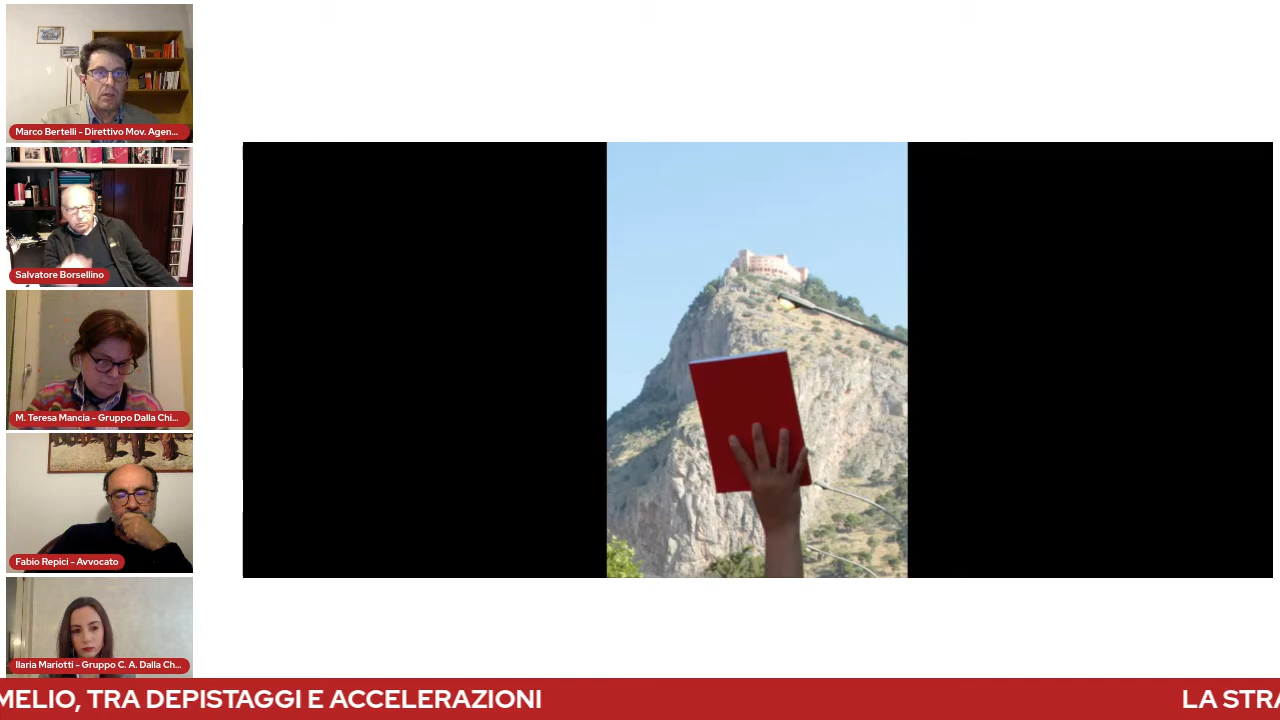 Marco Bertelli - Direttivo Mov. Agen...
Salvatore Borsellino
M. Teresa Mancia - Gruppo Dalla Chi...
Fabio Repici - Avvocato
Ilaria Mariotti - Gruppo C. A. Dalla Ch...
MELIO, TRA DEPISTAGGI E ACCELERAZIONI
LA STRA